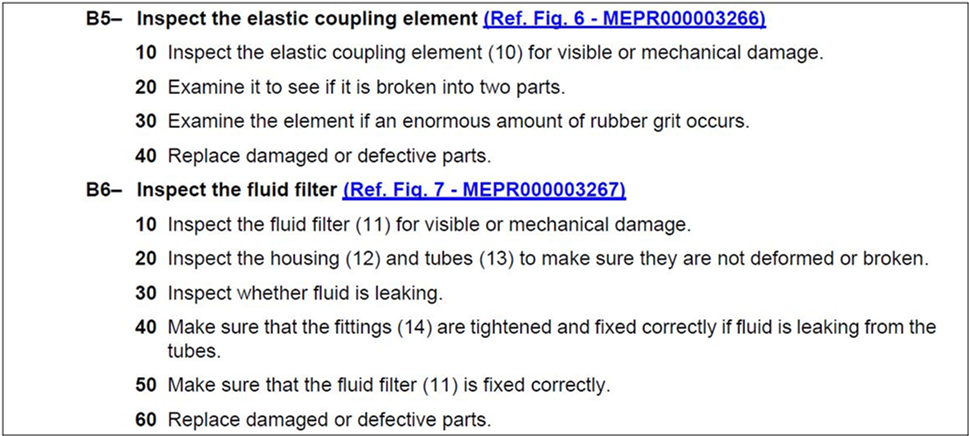 B5– Inspect the elastic coupling element (Ref. Fig. 6 - MEPR000003266)
10 Inspect the elastic coupling element (10) for visible or mechanical damage.
20 Examine it to see if it is broken into two parts.
30 Examine the element if an enormous amount of rubber grit occurs.
40 Replace damaged or defective parts.
B6– Inspect the fluid filter (Ref. Fig. 7 - MEPR000003267)
10 Inspect the fluid filter (11) for visible or mechanical damage.
20 Inspect the housing (12) and tubes (13) to make sure they are not deformed or broken.
30 Inspect whether fluid is leaking.
40 Make sure that the fittings (14) are tightened and fixed correctly if fluid is leaking from the
tubes.
50 Make sure that the fluid filter (11) is fixed correctly.
60 Replace damaged or defective parts.